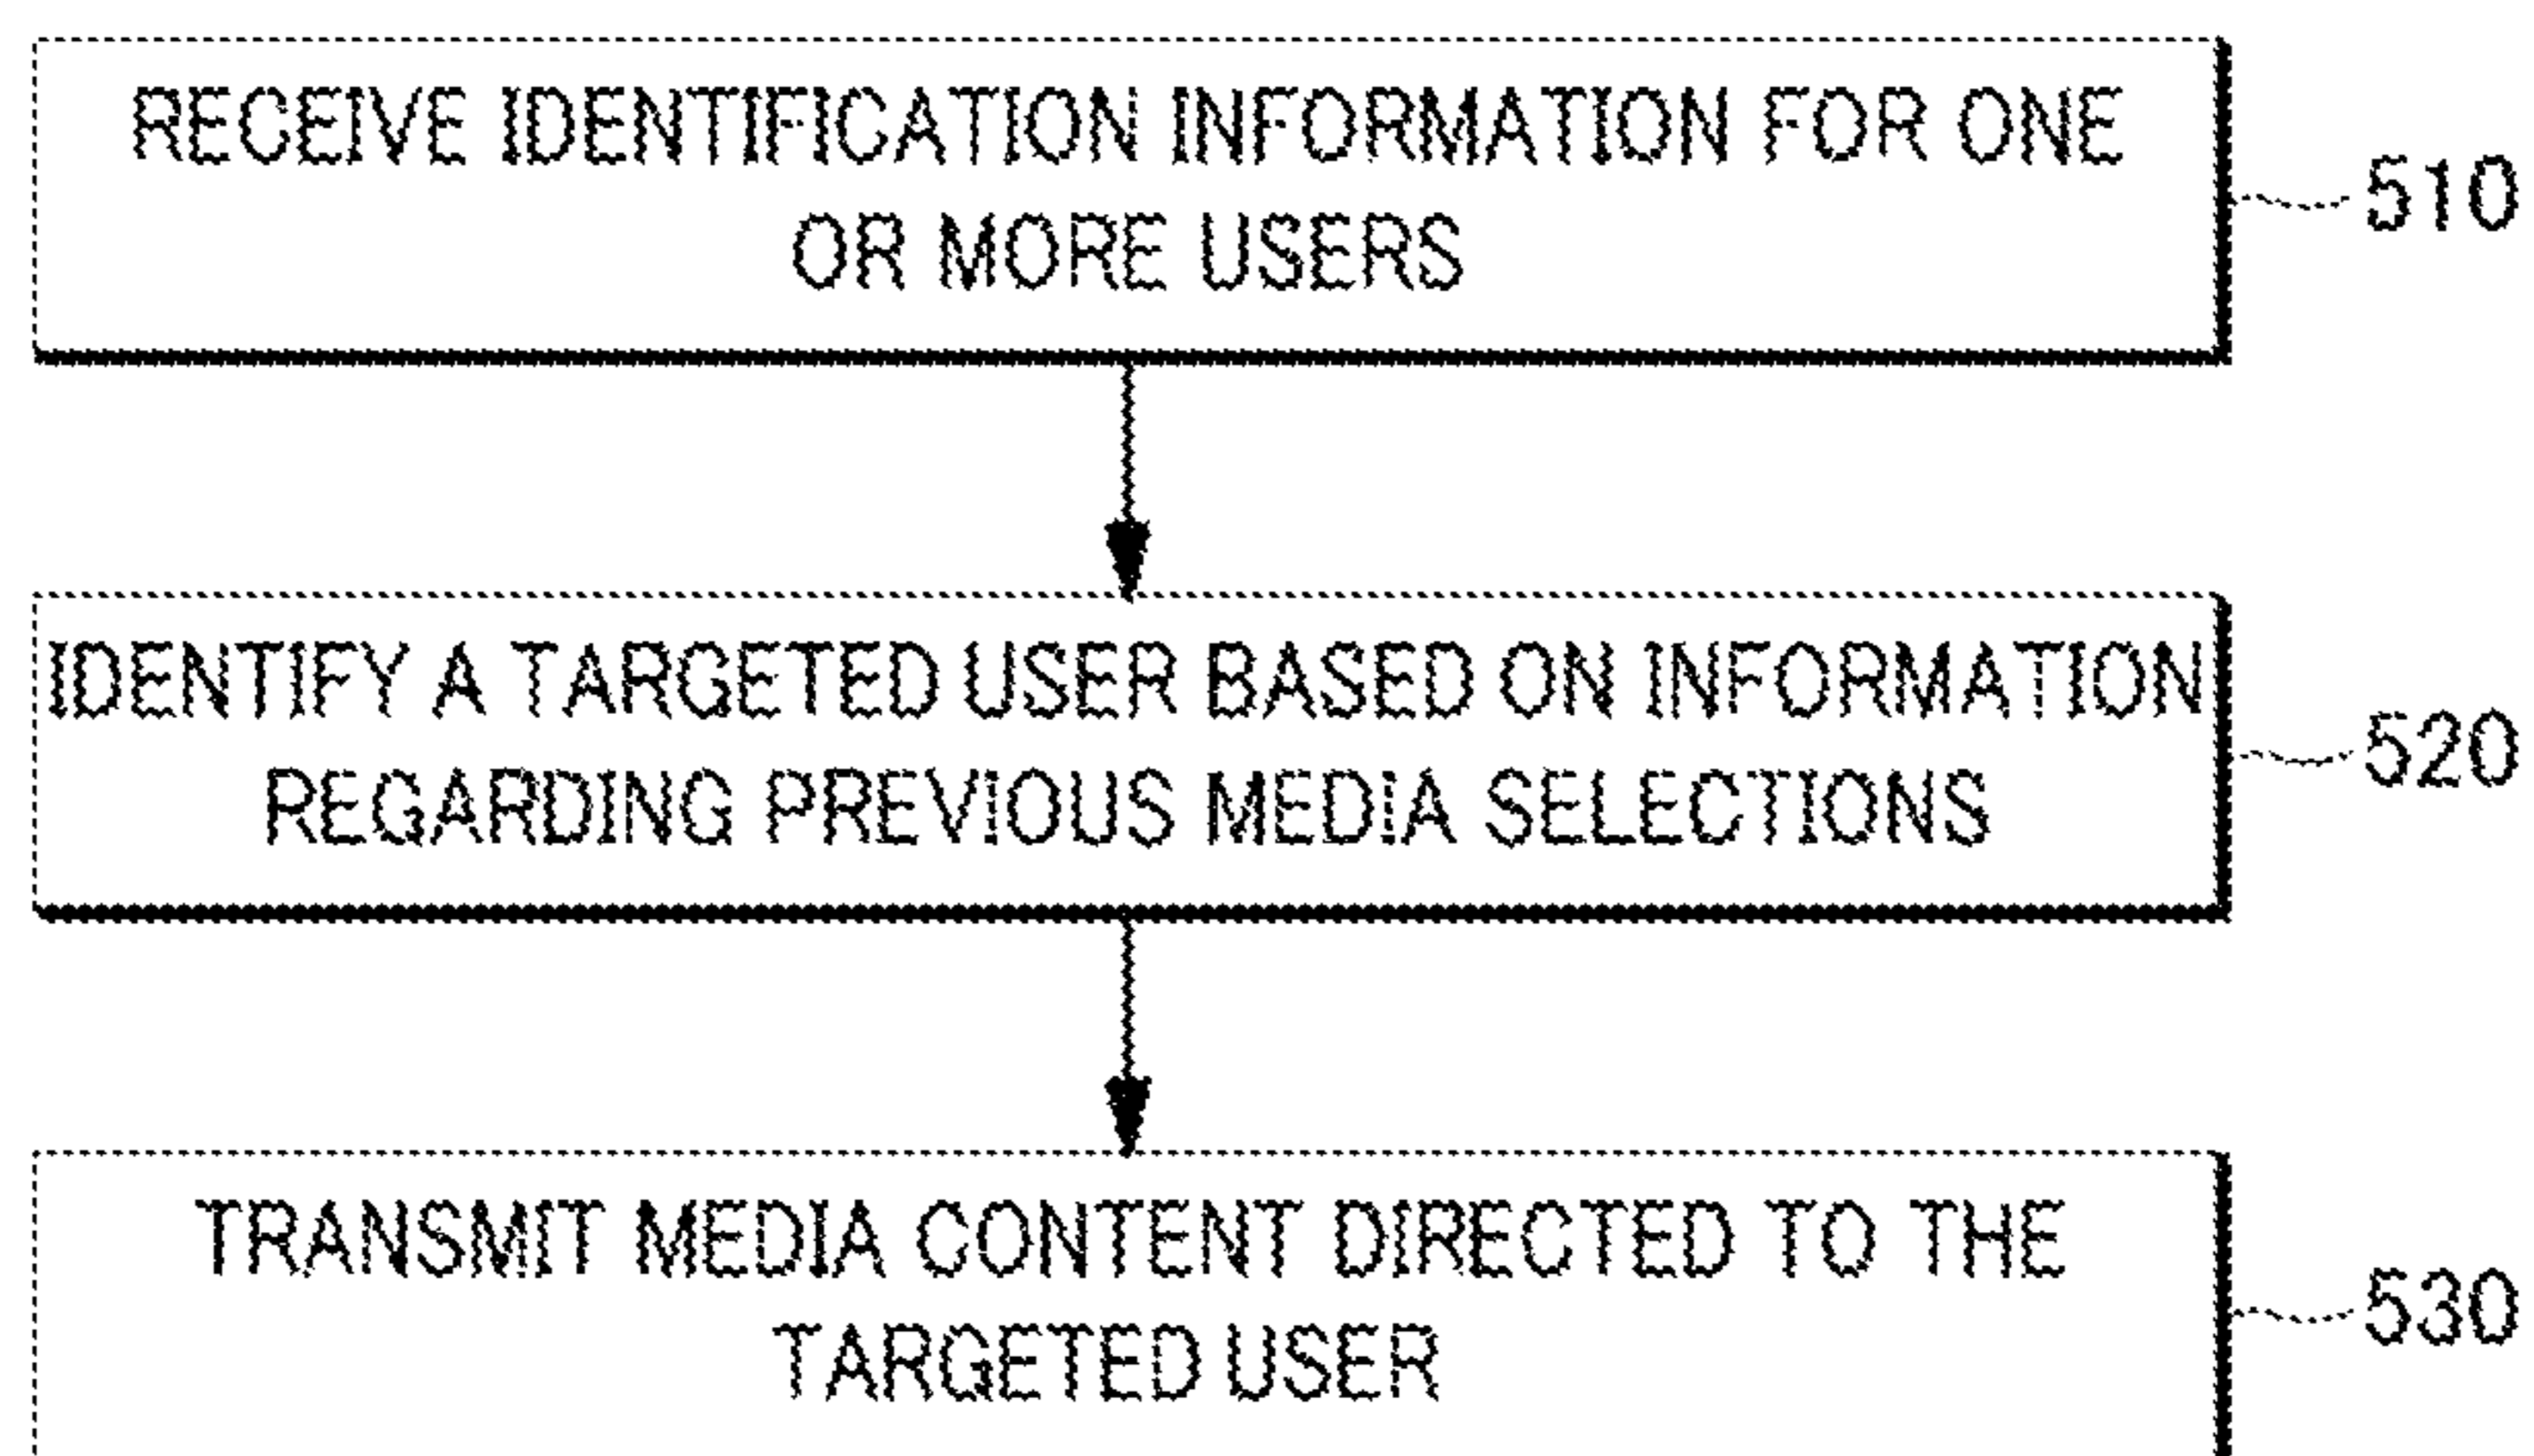 RECEIVE IDENTIFICATION INFORMATION FOR ONE
OR MORE USERS
510
IDENTIFY A TARGETED USER BASED ON INFORMATION
REGARDING PREVIOUS MEDIA SELECTIONS
520
TRANSMIT MEDIA CONTENT DIRECTED TO THE
TARGETED USER
530